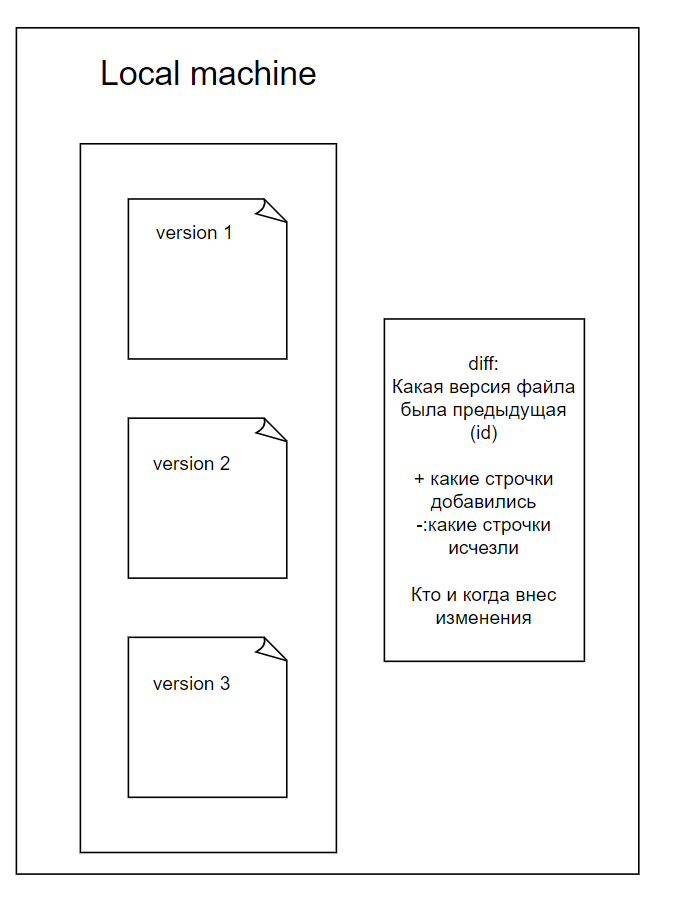 Local machine
version 1
version 2
version 3
diff:
Какая версия файла
была предыдущая
(id)
+ какие строчки
добавились
-:какие строчки
исчезли
Кто и когда внес
изменения